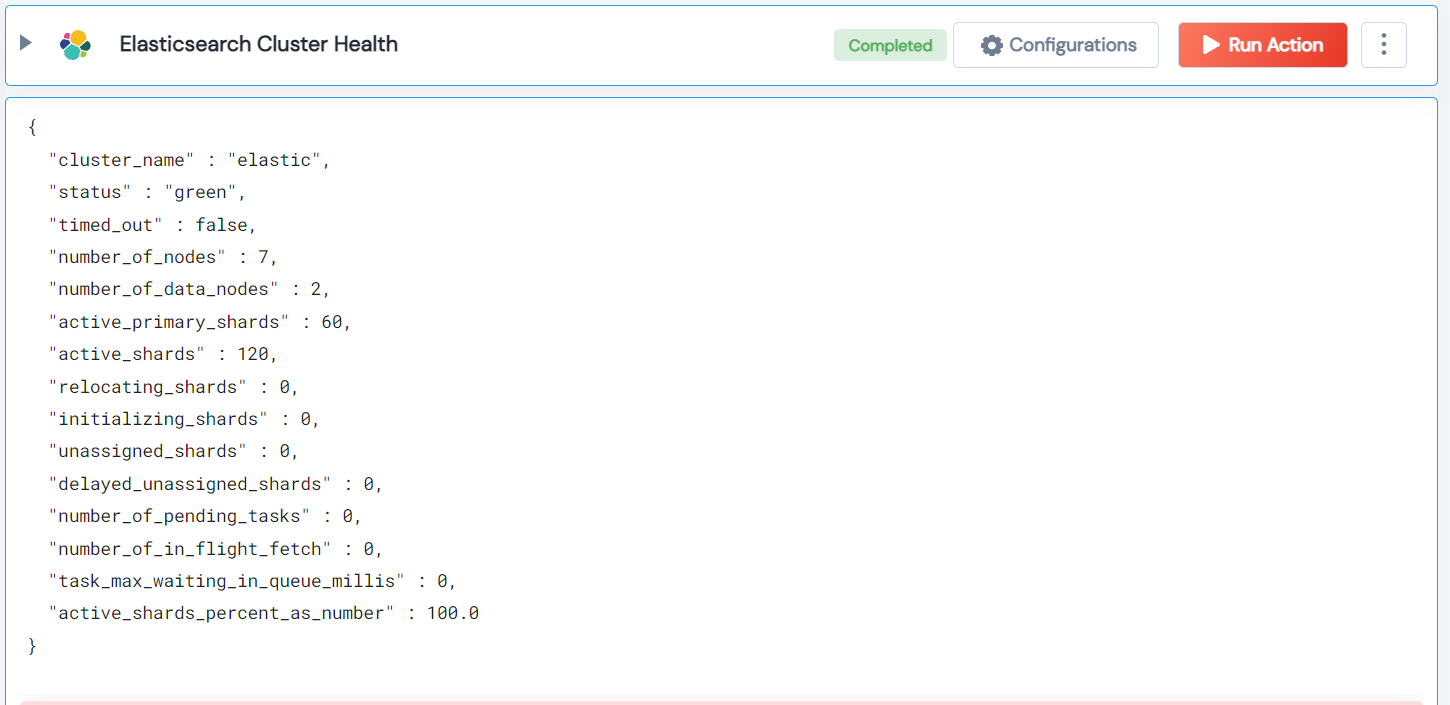 Elasticsearch Cluster Health
Completed
Configurations
Run Action
{
"cluster_name" : "elastic",
"status" : "green",
"timed_out" : false,
"number_of_nodes" : 7,
"number_of_data_nodes" : 2,
"active_primary_shards" : 60,
"active_shards" : 120,
"relocating_shards" : 0,
"initializing_shards" : 0,
"unassigned_shards" : 0,
"delayed_unassigned_shards" : 0,
"number_of_pending_tasks" : 0,
"number_of_in_flight_fetch" : 0,
"task_max_waiting_in_queue_millis" : 0,
"active_shards_percent_as_number" : 100.0
}